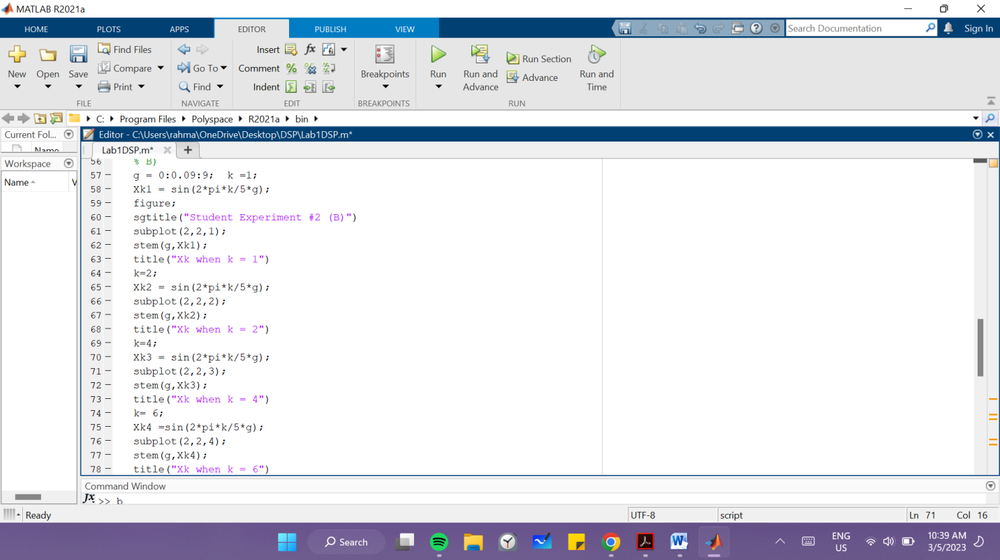 MATLAB R2021a
HOME PLOTS APPS EDITOR PUBLISH VIEW Search Documentation Sign In
New Open Save
Find Files
Compare
Print
FILE
Go To
Find
NAVIGATE
Insert fx
Comment
Indent
EDIT
Breakpoints
BREAKPOINTS
Run
Run and Advance
Run Section
Advance
Run and Time
RUN
C: Program Files Polyspace R2021a bin
Current Fol...
Name
Workspace
Name V
Editor - C:\Users\rahma\OneDrive\Desktop\DSP\Lab1DSP.m*
Lab1DSP.m* +
56 % B)
57 – g = 0:0.09:9;  k =1;
58 – Xk1 = sin(2*pi*k/5*g);
59 – figure;
60 – sgtitle("Student Experiment #2 (B)")
61 – subplot(2,2,1);
62 – stem(g,Xk1);
63 – title("Xk when k = 1")
64 – k=2;
65 – Xk2 = sin(2*pi*k/5*g);
66 – subplot(2,2,2);
67 – stem(g,Xk2);
68 – title("Xk when k = 2")
69 – k=4;
70 – Xk3 = sin(2*pi*k/5*g);
71 – subplot(2,2,3);
72 – stem(g,Xk3);
73 – title("Xk when k = 4")
74 – k= 6;
75 – Xk4 =sin(2*pi*k/5*g);
76 – subplot(2,2,4);
77 – stem(g,Xk4);
78 – title("Xk when k = 6")
Command Window
fx >> b
Ready UTF-8 script Ln 71 Col 16
Search
ENG
US
10:39 AM
3/5/2023